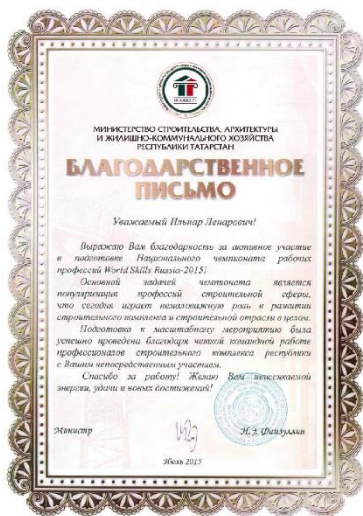 МИНИСТЕРСТВО СТРОИТЕЛЬСТВА, АРХИТЕКТУРЫ
И ЖИЛИЩНО-КОММУНАЛЬНОГО ХОЗЯЙСТВА
РЕСПУБЛИКИ ТАТАРСТАН
БЛАГОДАРСТВЕННОЕ
ПИСЬМО
Уважаемый Ильнар Ленарович!
Выражаю Вам благодарность за активное участие
в подготовке Национального чемпионата рабочих
профессий World Skills Russia-2015!
Основной задачей чемпионата является
популяризация профессий строительной сферы,
что сегодня играет немаловажную роль в развитии
строительного комплекса и строительной отрасли в целом.
Подготовка к масштабному мероприятию была
успешно проведена благодаря четкой командной работе
профессионалов строительного комплекса республики
с Вашим непосредственным участием.
Спасибо за работу! Желаю Вам неиссякаемой
энергии, удачи и новых достижений!
Министр
И.Э. Файзуллин
Июль 2015